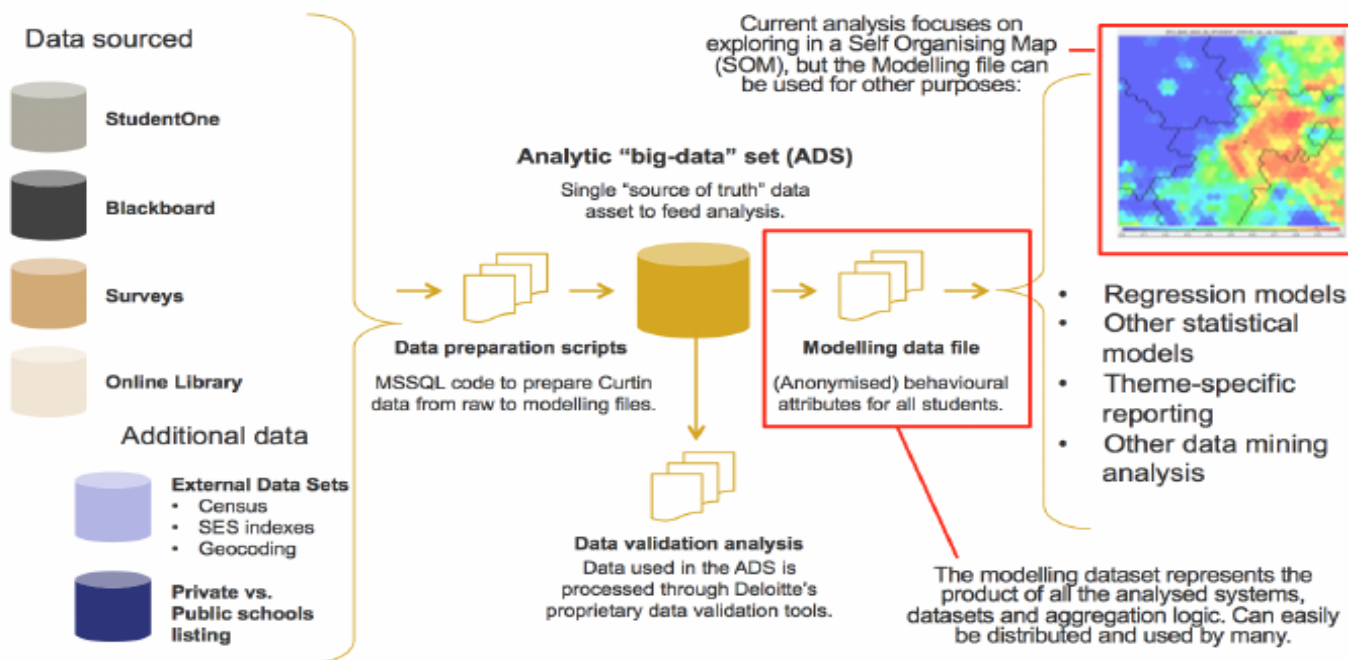 Data sourced
StudentOne
Blackboard
Surveys
Online Library
Additional data
External Data Sets
• Census
• SES indexes
• Geocoding
Private vs.
Public schools
listing
Data preparation scripts
MSSQL code to prepare Curtin
data from raw to modelling files.
Analytic “big-data” set (ADS)
Single “source of truth” data
asset to feed analysis.
Data validation analysis
Data used in the ADS is
processed through Deloitte's
proprietary data validation tools.
Modelling data file
(Anonymised) behavioural
attributes for all students.
Current analysis focuses on
exploring in a Self Organising Map
(SOM), but the Modelling file can
be used for other purposes:
• Regression models
• Other statistical
models
• Theme-specific
reporting
• Other data mining
analysis
The modelling dataset represents the
product of all the analysed systems,
datasets and aggregation logic. Can easily
be distributed and used by many.